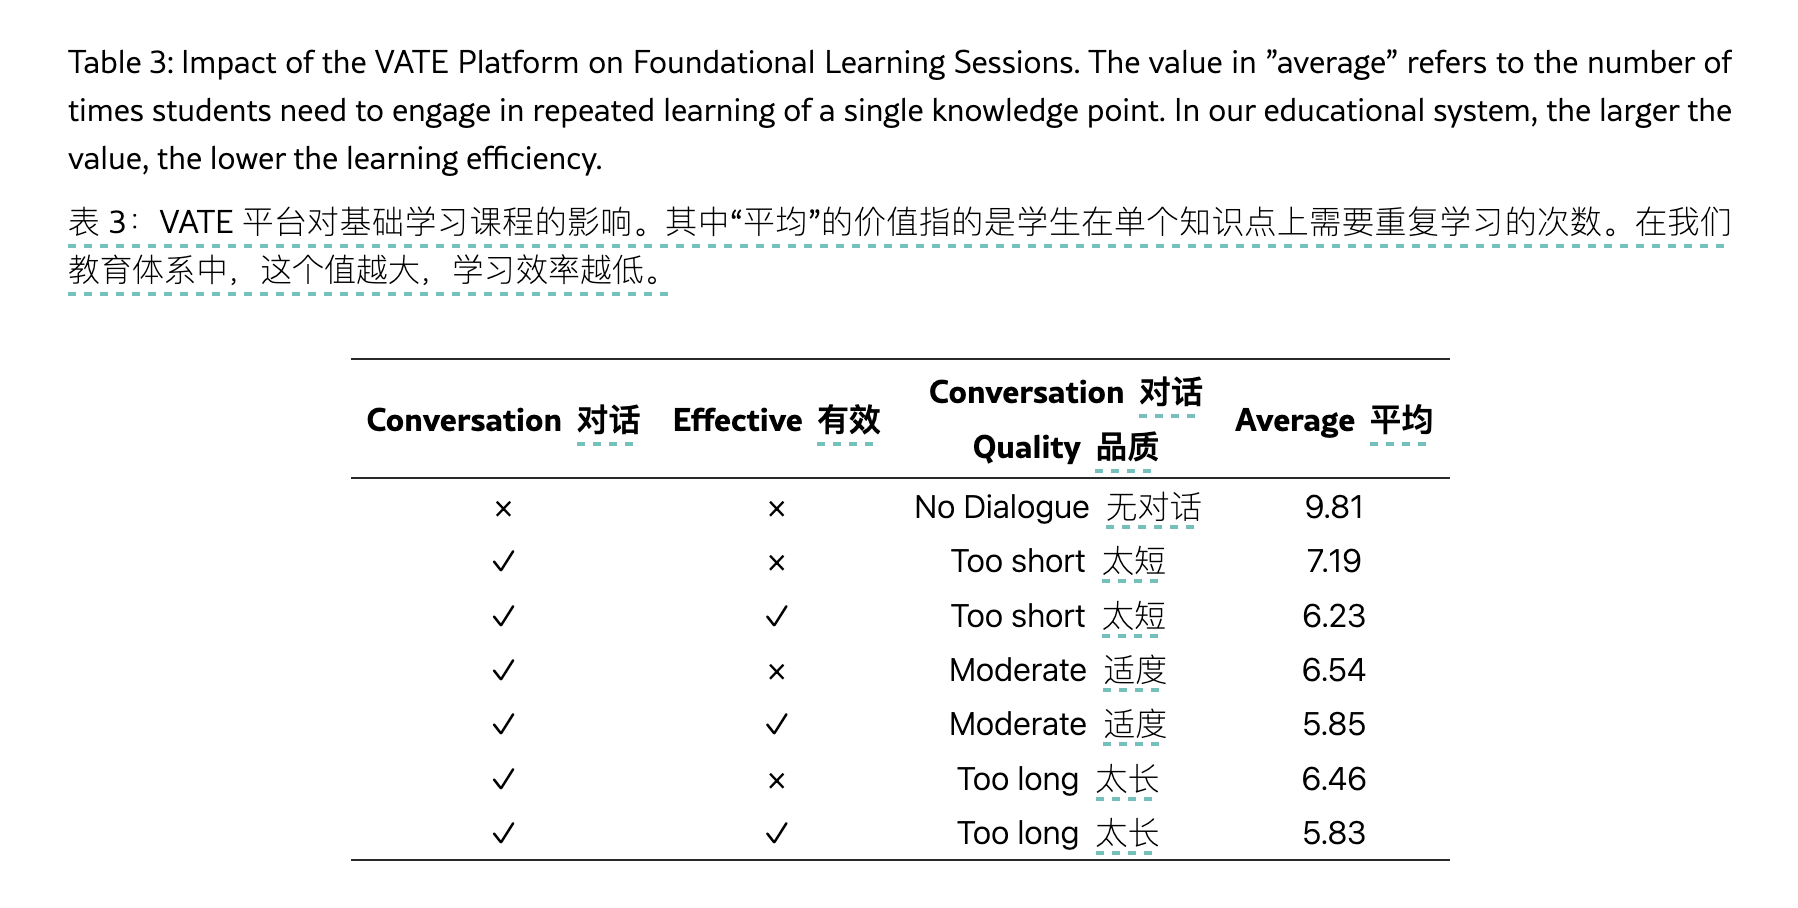 Table 3: Impact of the VATE Platform on Foundational Learning Sessions. The value in ”average” refers to the number of
times students need to engage in repeated learning of a single knowledge point. In our educational system, the larger the
value, the lower the learning efficiency.
表 3：VATE 平台对基础学习课程的影响。其中“平均”的价值指的是学生在单个知识点上需要重复学习的次数。在我们
教育体系中，这个值越大，学习效率越低。
Conversation 对话 Effective 有效 Conversation 对话 Quality 品质 Average 平均
× × No Dialogue 无对话 9.81
✓ × Too short 太短 7.19
✓ ✓ Too short 太短 6.23
✓ × Moderate 适度 6.54
✓ ✓ Moderate 适度 5.85
✓ × Too long 太长 6.46
✓ ✓ Too long 太长 5.83